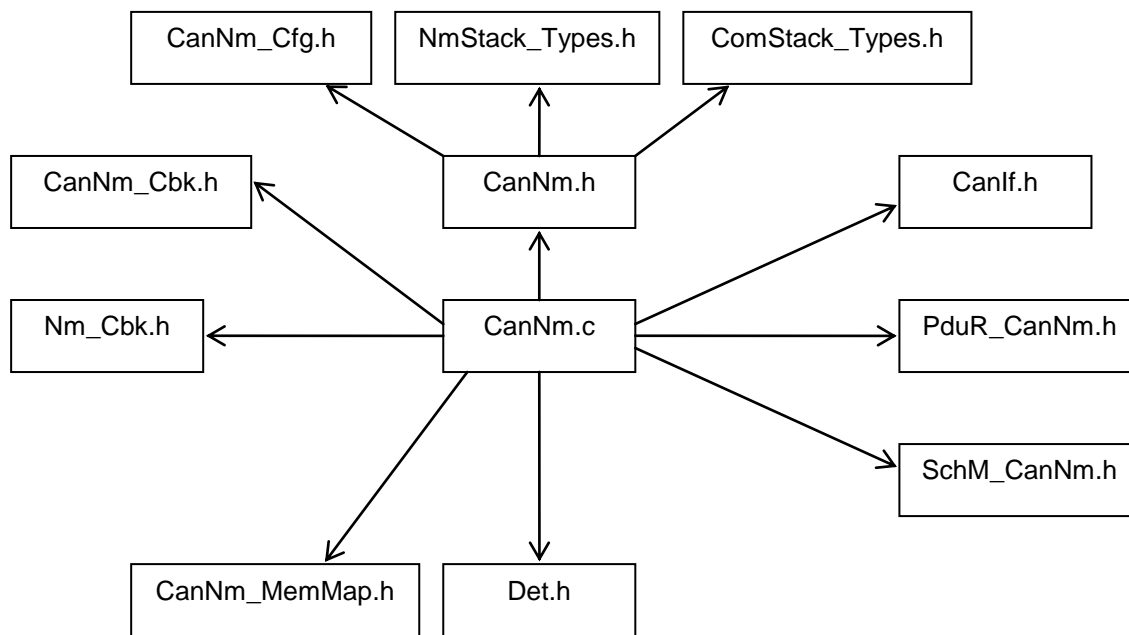 CanNm_Cfg.h
NmStack_Types.h
ComStack_Types.h
CanNm_Cbk.h
CanNm.h
CanIf.h
Nm_Cbk.h
CanNm.c
PduR_CanNm.h
SchM_CanNm.h
CanNm_MemMap.h
Det.h